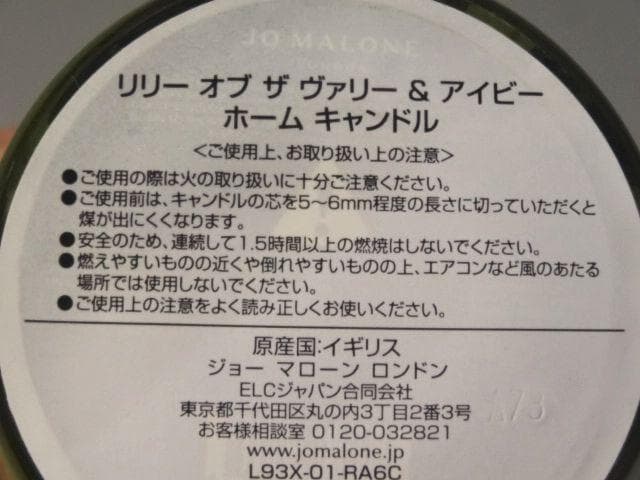 JO MALONE
リリー オブ ザ ヴァリー & アイビー
ホーム キャンドル
<ご使用上、お取り扱い上の注意>
●ご使用の際は火の取り扱いに十分ご注意ください。
●ご使用前は、キャンドルの芯を5〜6mm程度の長さに切っていただくと
煤が出にくくなります。
●安全のため、連続して1.5時間以上の燃焼はしないでください。
●燃えやすいものの近くや倒れやすいものの上、エアコンなど風のあたる
場所では使用しないでください。
●ご使用上の注意をよく読み正しくお使いください。
原産国:イギリス
ジョー マローン ロンドン
ELCジャパン合同会社
東京都千代田区丸の内3丁目2番3号
お客様相談室 0120-032821
www.jomalone.jp
L93X-01-RA6C